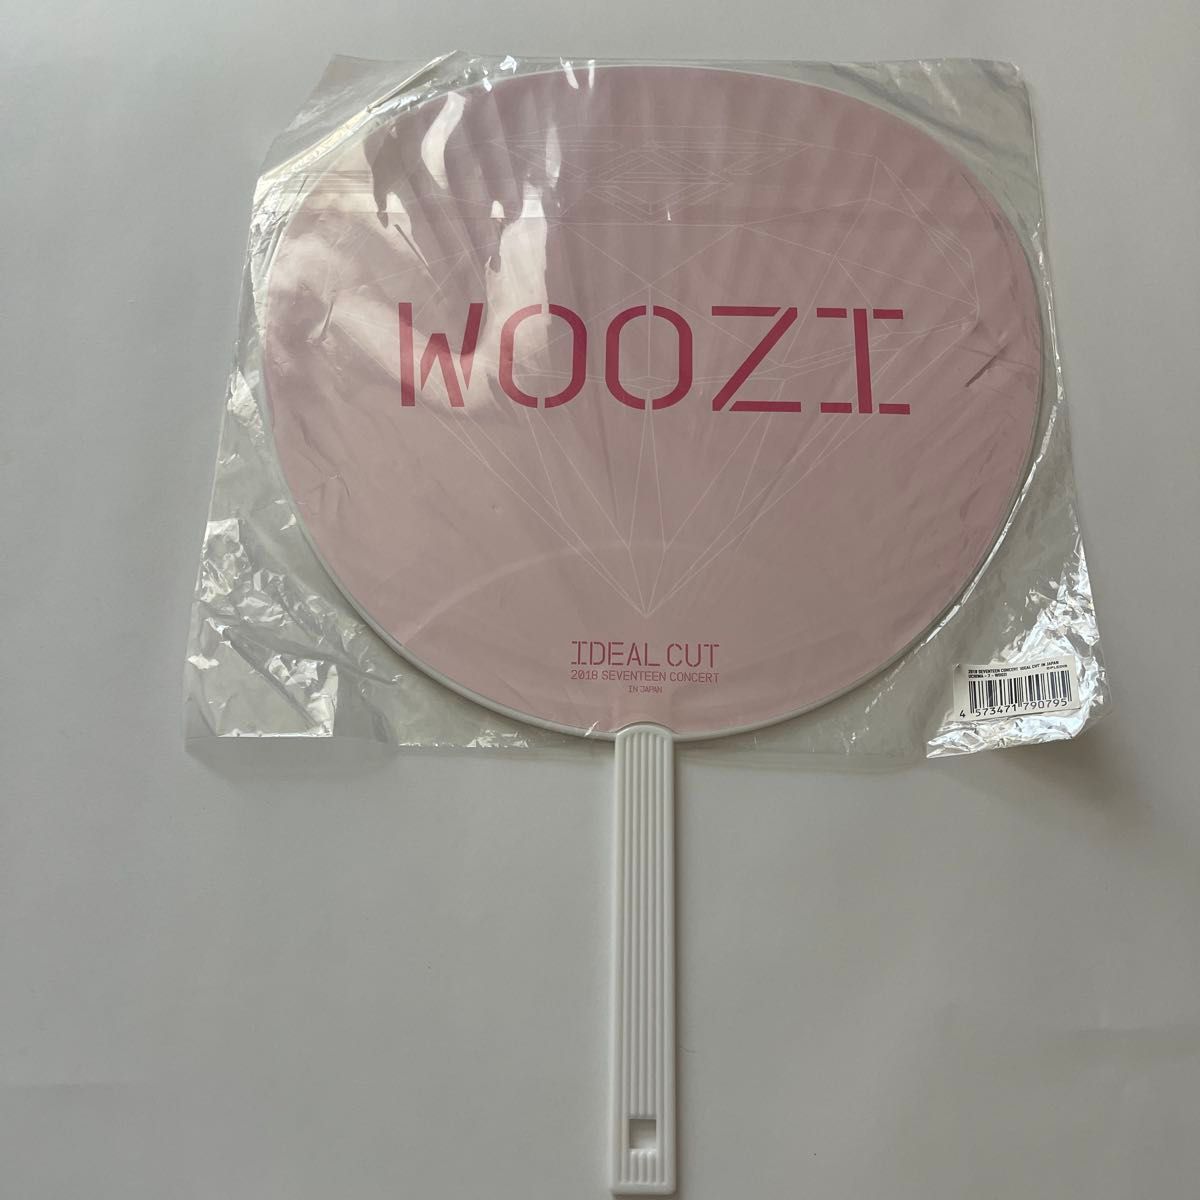 WOOZI
IDEAL CUT
2018 SEVENTEEN CONCERT
IN JAPAN
2018 SEVENTEEN CONCERT 'IDEAL CUT' IN JAPAN
©PLEDIS
UCHIWA - 7 - WOOZI
4 573471 790795